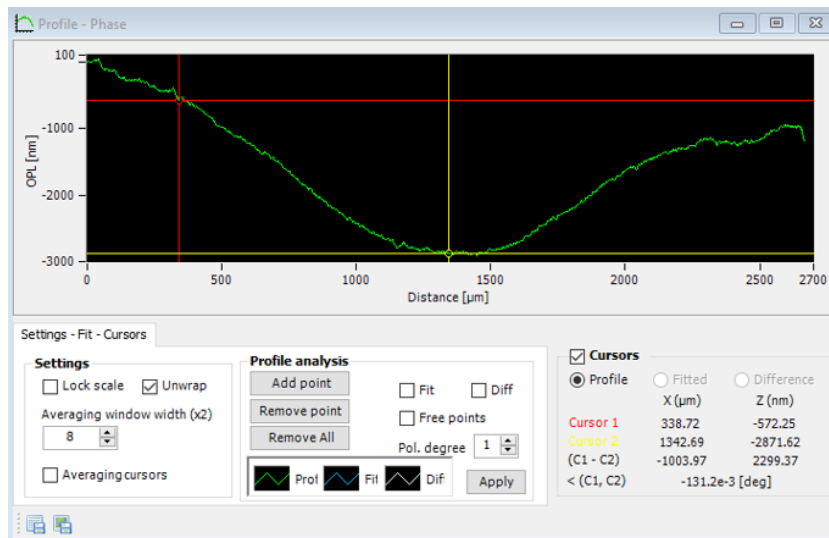 Profile - Phase
100
-1000
-2000
-3000
OPL [nm]
0 500 1000 1500 2000 2500 2700
Distance [µm]
Settings - Fit - Cursors
Settings
Lock scale Unwrap
Averaging window width (x2)
8
Averaging cursors
Profile analysis
Add point
Remove point
Remove All
Fit Diff
Free points
Pol. degree 1
Prof Fit Dif
Apply
Cursors
Profile Fitted Difference
X (µm) Z (nm)
Cursor 1 338.72 -572.25
Cursor 2 1342.69 -2871.62
(C1 - C2) -1003.97 2299.37
< (C1, C2) -131.2e-3 [deg]